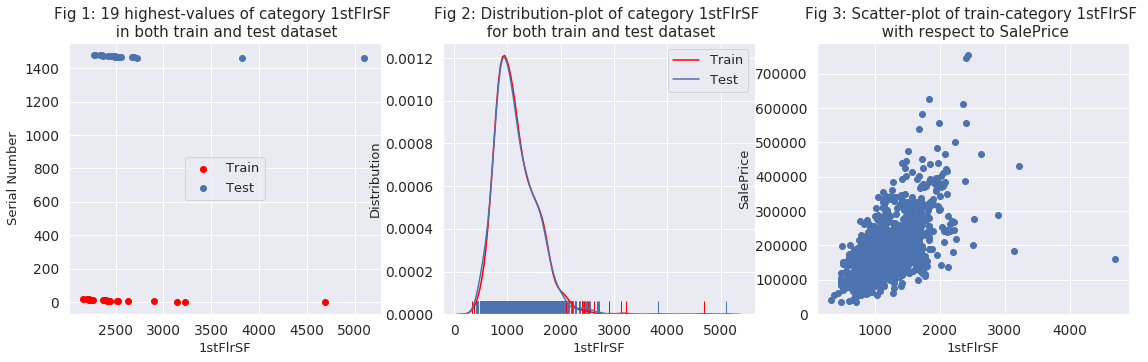 Fig 1: 19 highest-values of category 1stFlrSF
in both train and test dataset
1400
1200
1000
800
600
400
200
0
Serial Number
Train
Test
2500
3000
3500
4000
4500
5000
1stFlrSF
Fig 2: Distribution-plot of category 1stFlrSF
for both train and test dataset
0.0012
0.0010
0.0008
0.0006
0.0004
0.0002
0.0000
Distribution
Train
Test
0
1000
2000
3000
4000
5000
1stFlrSF
Fig 3: Scatter-plot of train-category 1stFlrSF
with respect to SalePrice
700000
600000
500000
400000
300000
200000
100000
0
SalePrice
1000
2000
3000
4000
1stFlrSF